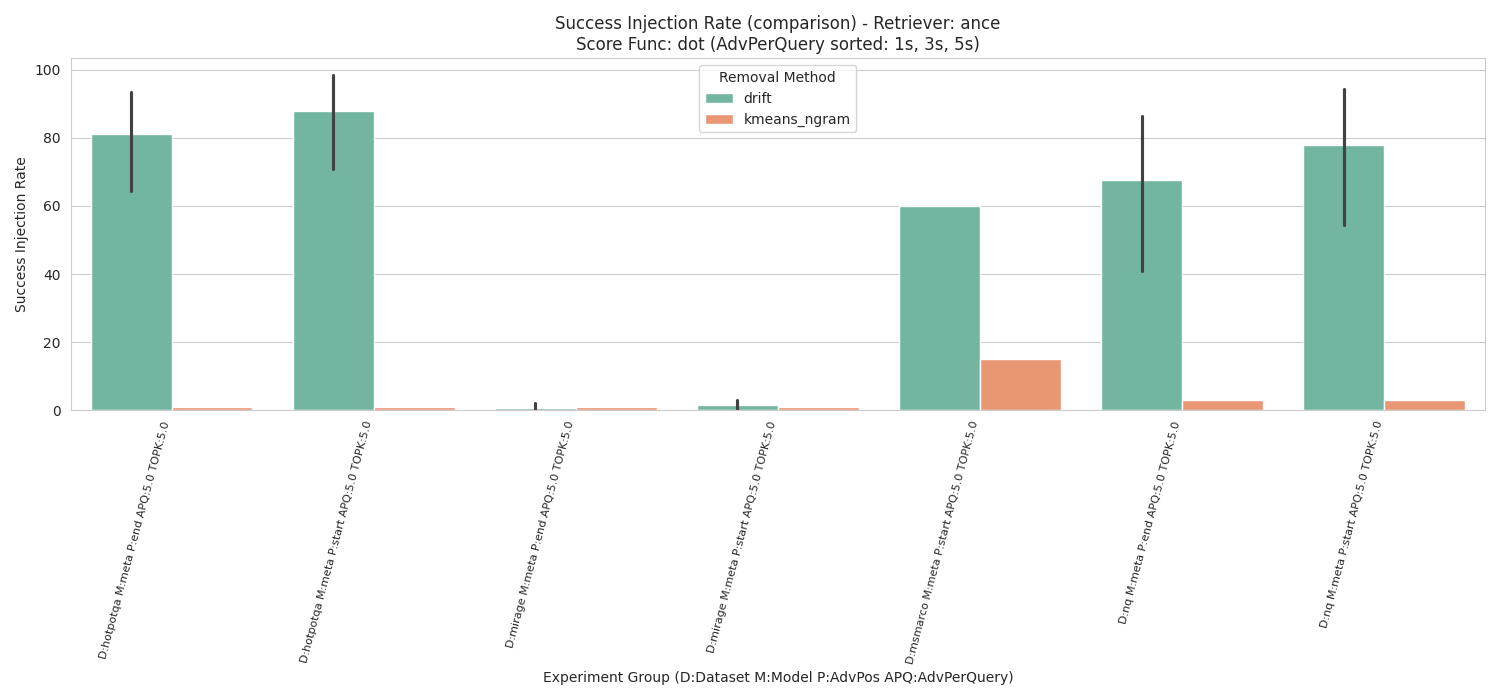 Success Injection Rate (comparison) - Retriever: ance
Score Func: dot (AdvPerQuery sorted: 1s, 3s, 5s)
Removal Method
drift
kmeans_ngram
Success Injection Rate
100
80
60
40
20
0
D:hotpotqa M:meta P:end APQ:5.0 TOPK:5.0
D:hotpotqa M:meta P:start APQ:5.0 TOPK:5.0
D:mirage M:meta P:end APQ:5.0 TOPK:5.0
D:mirage M:meta P:start APQ:5.0 TOPK:5.0
D:msmarco M:meta P:start APQ:5.0 TOPK:5.0
D:nq M:meta P:end APQ:5.0 TOPK:5.0
D:nq M:meta P:start APQ:5.0 TOPK:5.0
Experiment Group (D:Dataset M:Model P:AdvPos APQ:AdvPerQuery)